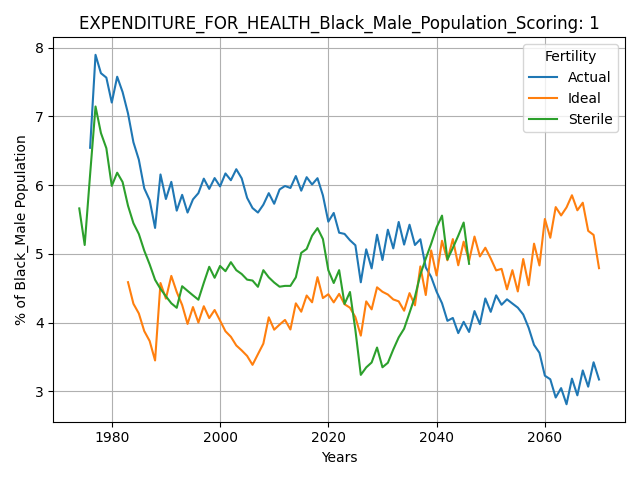 EXPENDITURE_FOR_HEALTH_Black_Male_Population_Scoring: 1
Fertility
Actual
Ideal
Sterile
% of Black_Male Population
8
7
6
5
4
3
1980
2000
2020
2040
2060
Years